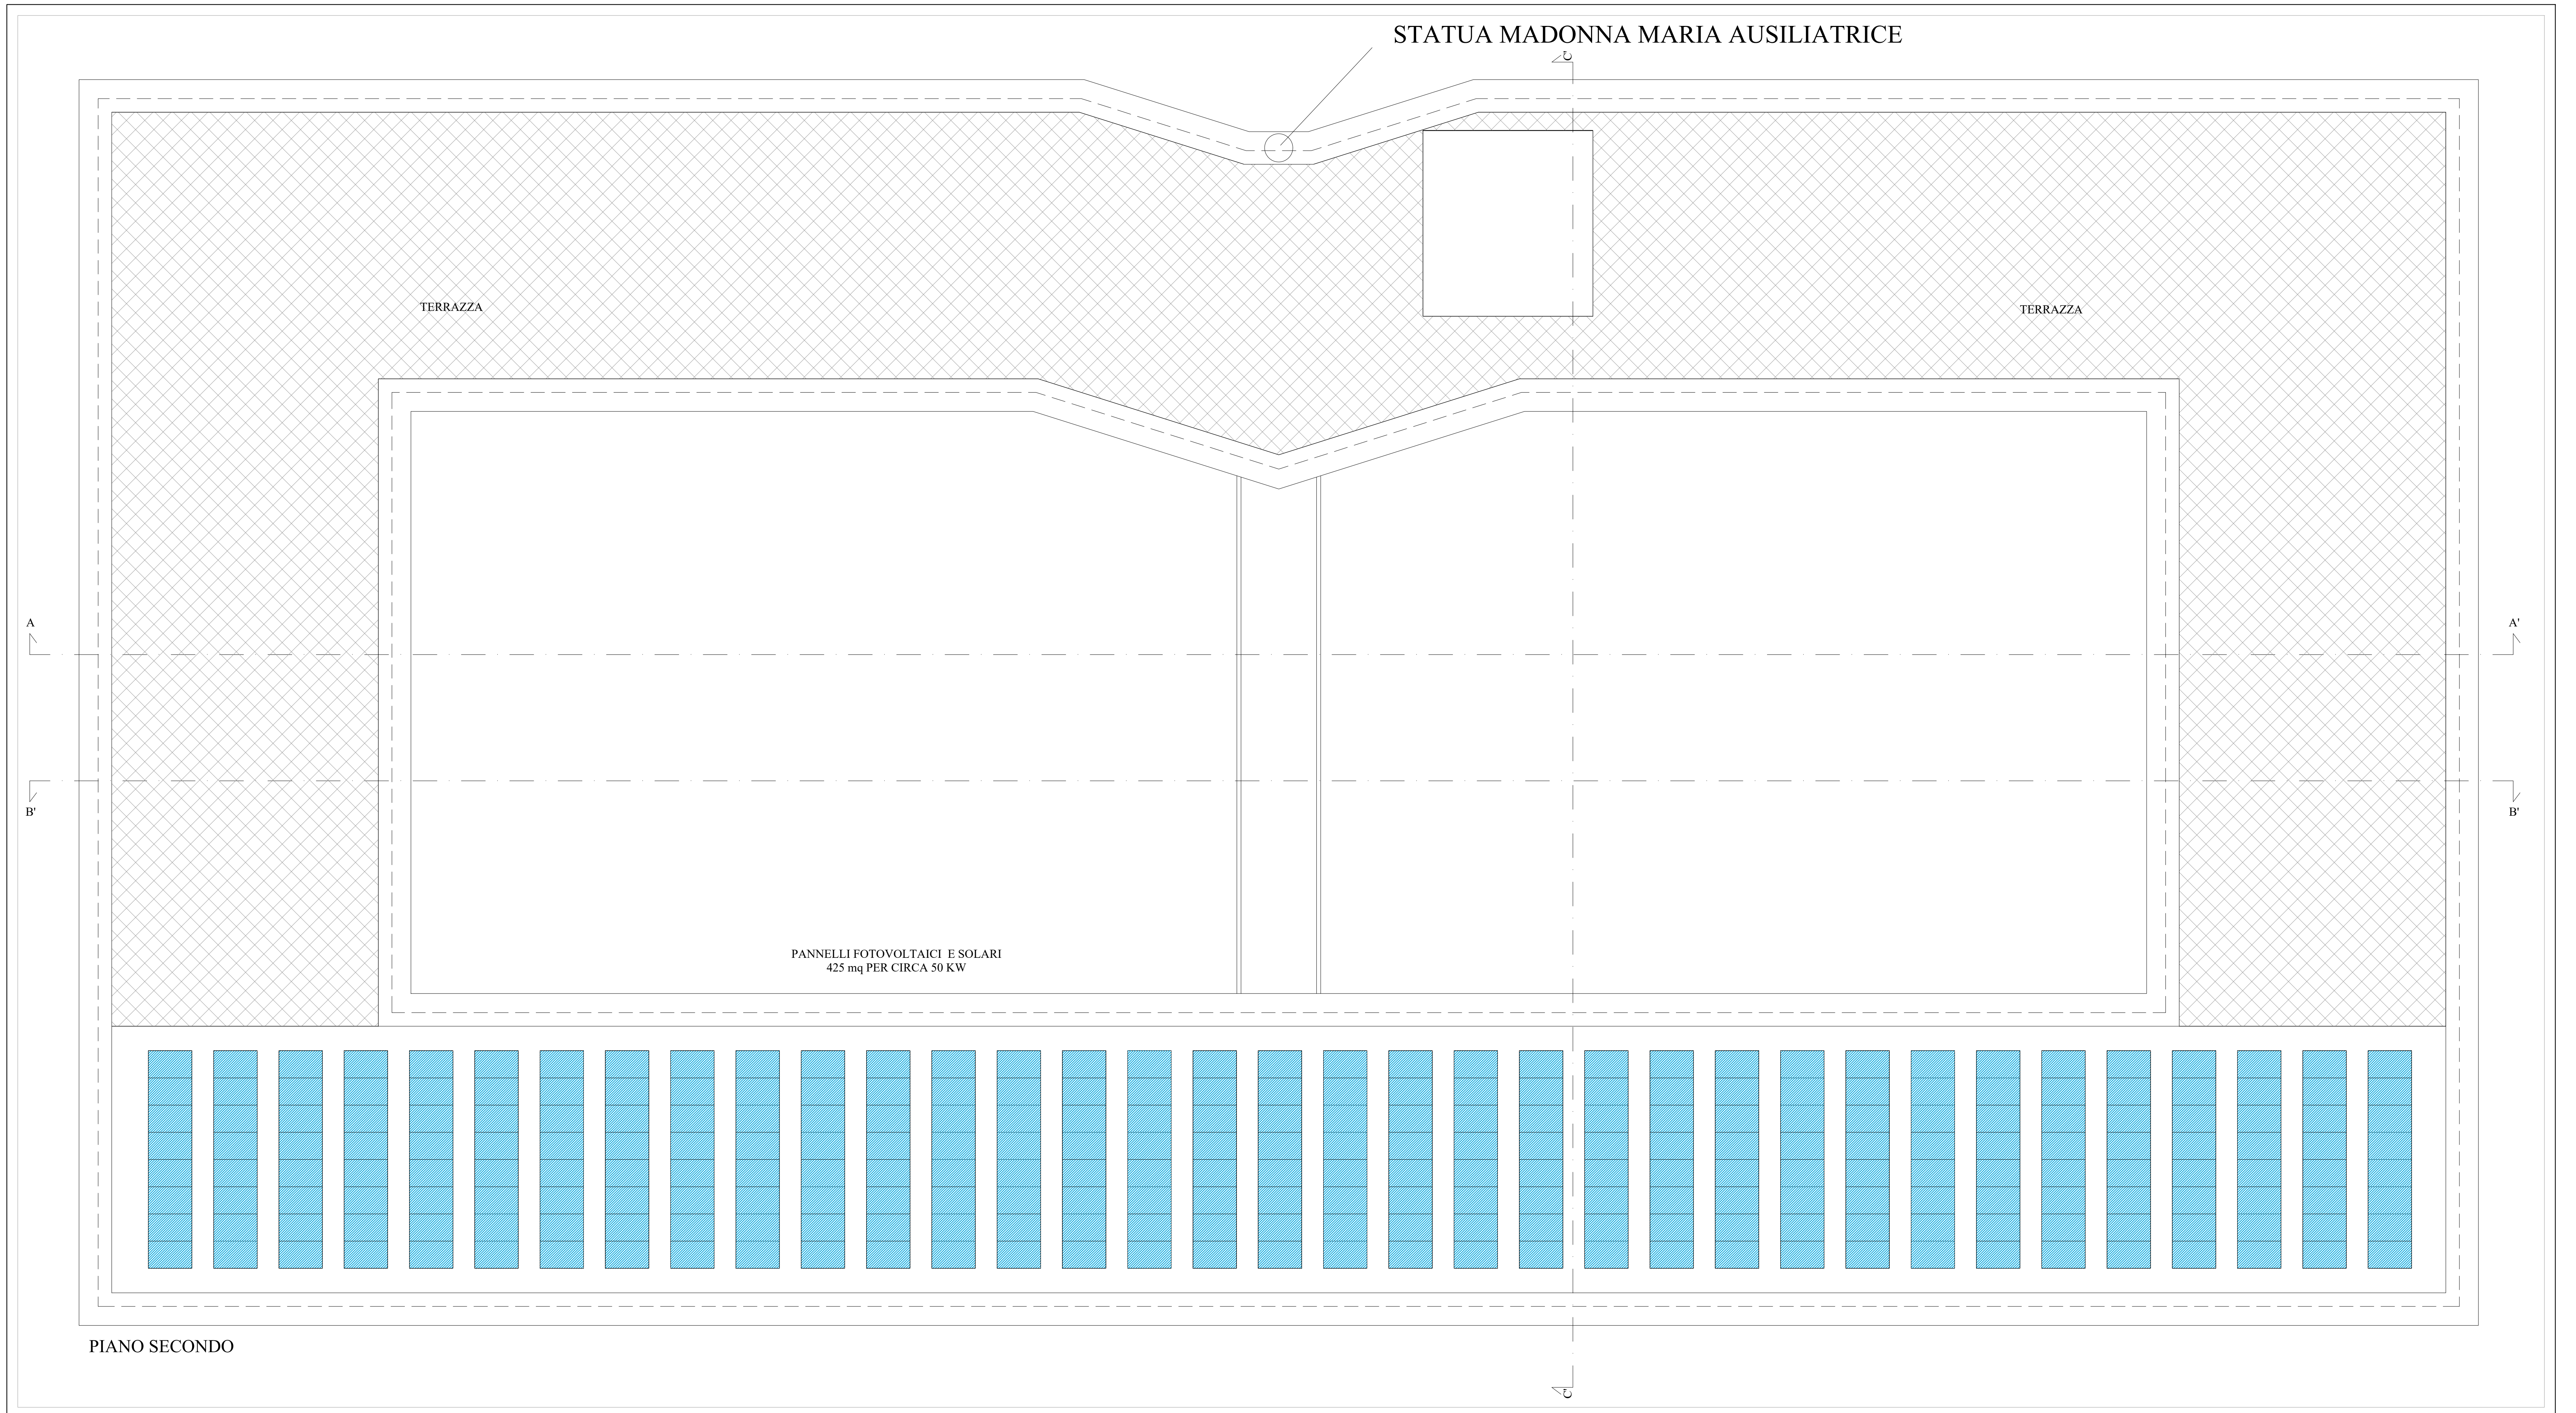 STATUA MADONNA MARIA AUSILIATRICE
C'
TERRAZZA
TERRAZZA
A
A'
B'
B'
PANNELLI FOTOVOLTAICI E SOLARI
425 mq PER CIRCA 50 KW
PIANO SECONDO
C'